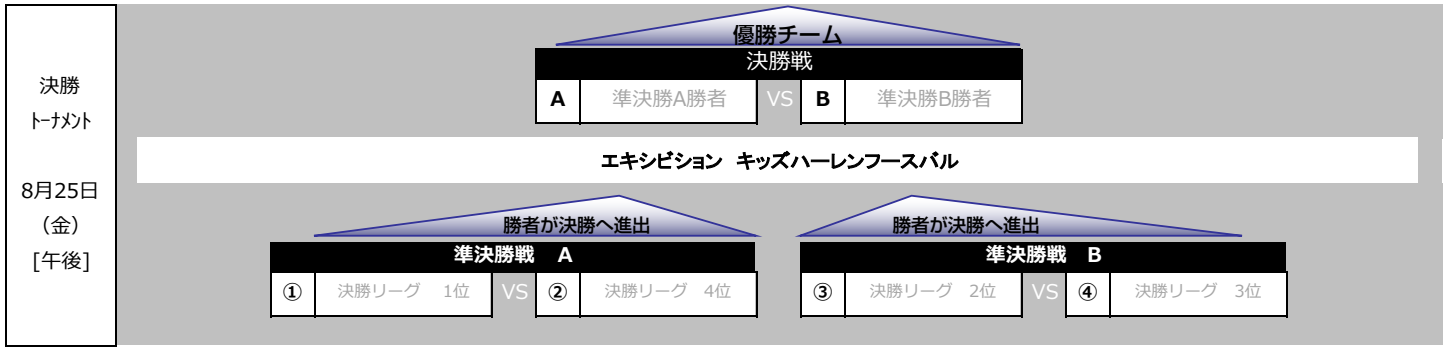 決勝
トーナメント
8月25日
(金)
[午後]
優勝チーム
決勝戦
A 準決勝A勝者 VS B 準決勝B勝者
エキシビション キッズハーレンフースバル
勝者が決勝へ進出 勝者が決勝へ進出
準決勝戦 A 準決勝戦 B
① 決勝リーグ 1位 VS ② 決勝リーグ 4位 ③ 決勝リーグ 2位 VS ④ 決勝リーグ 3位